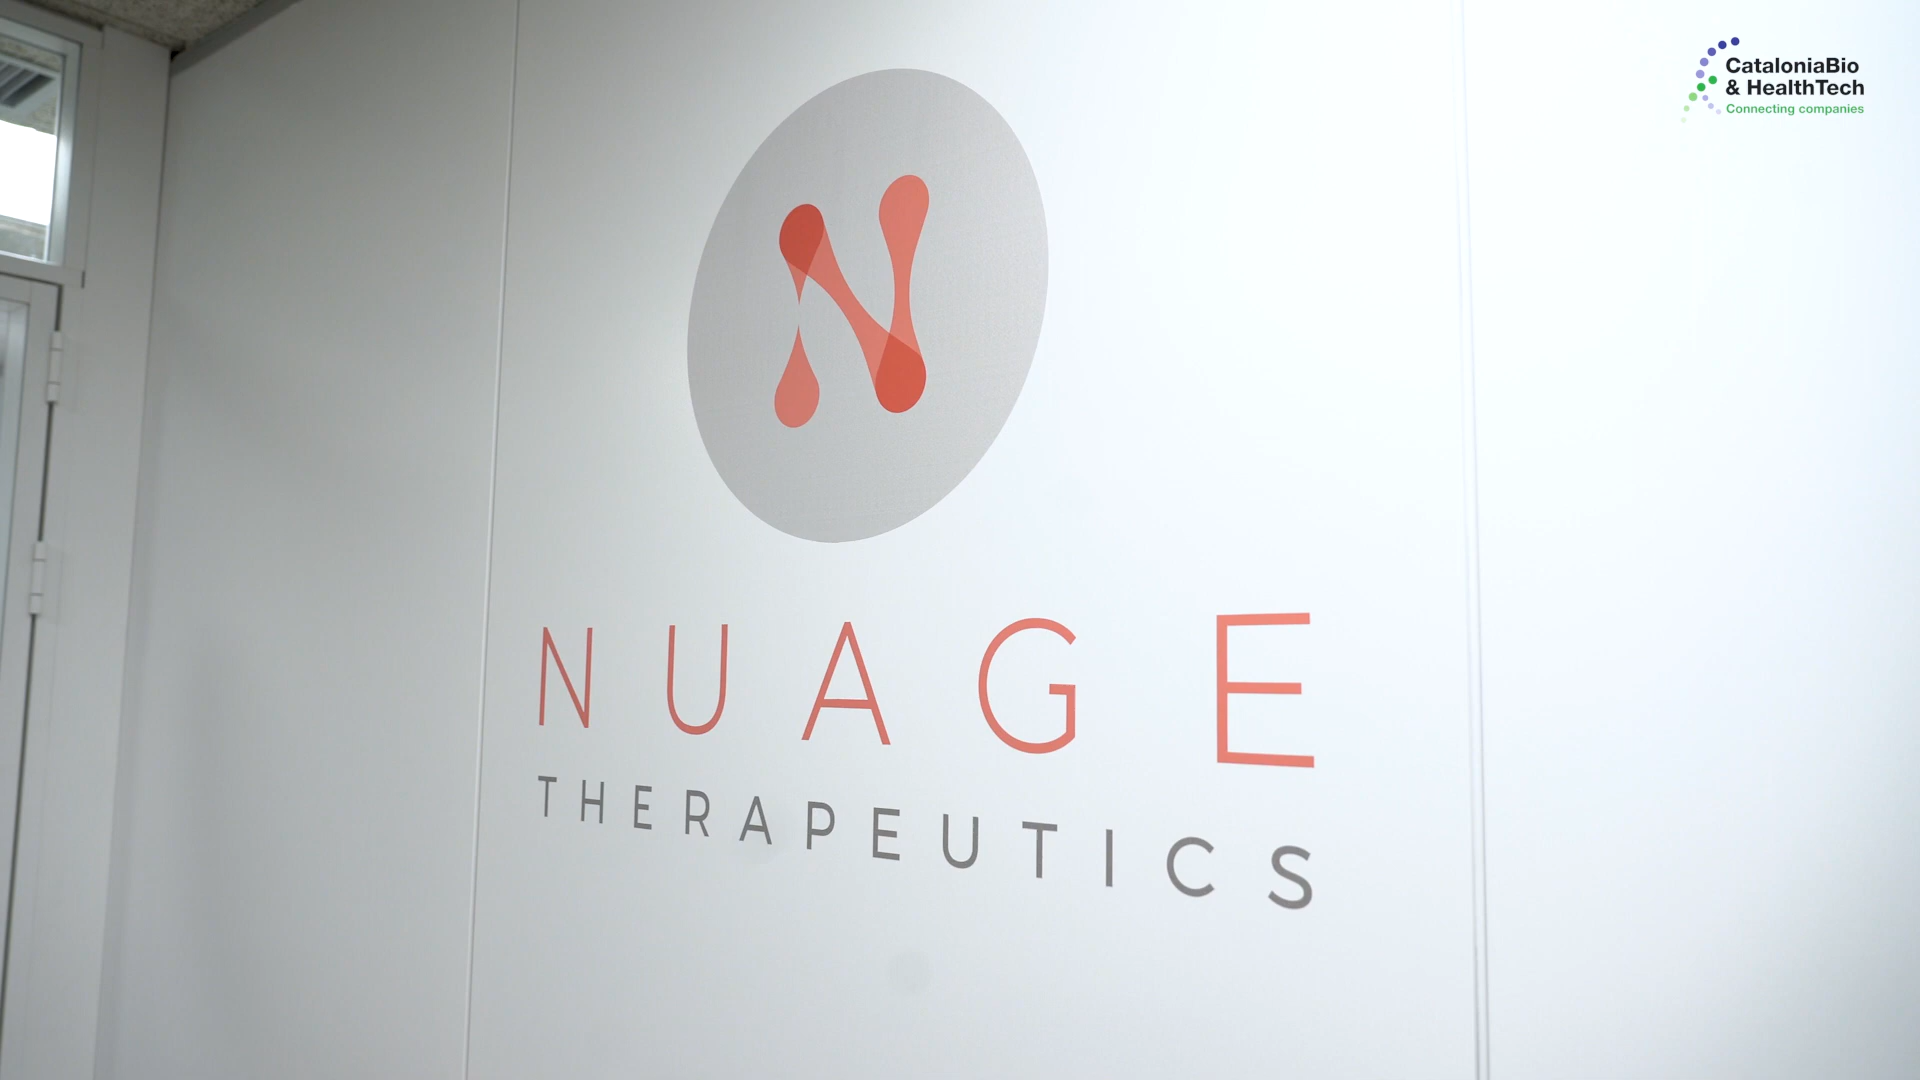 CataloniaBio
& HealthTech
Connecting companies
N
NUAGE
THERAPEUTICS